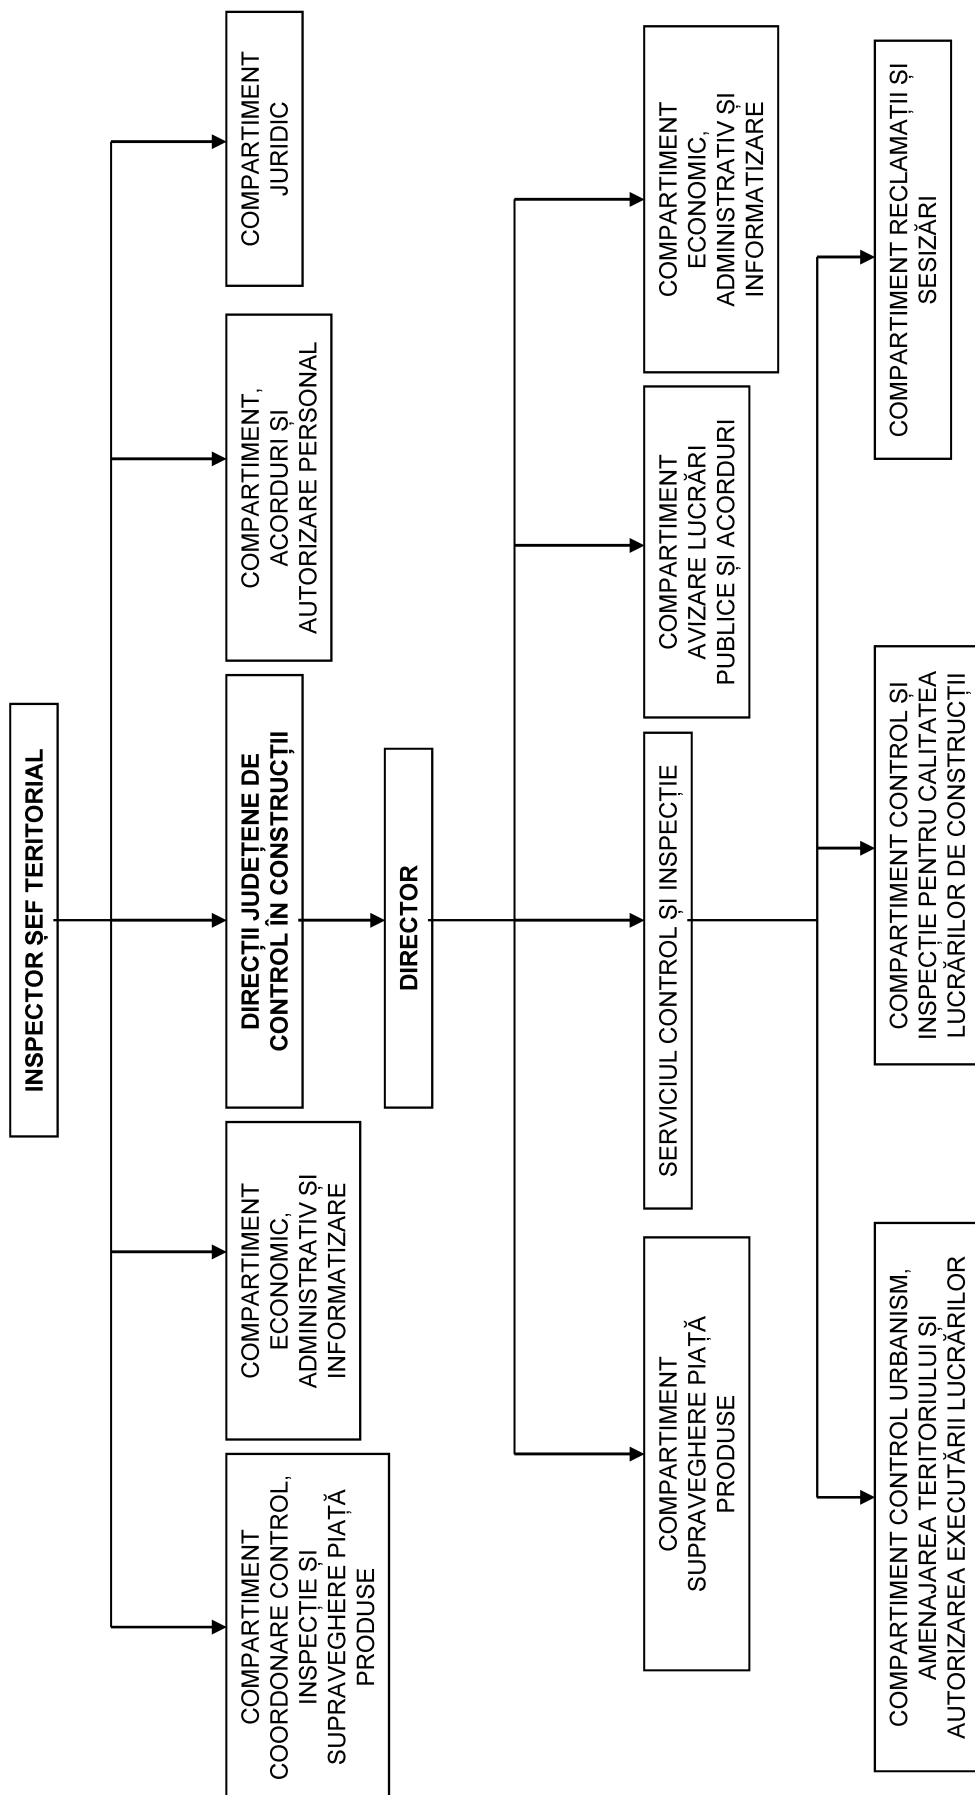 INSPECTOR ȘEF TERITORIAL
COMPARTIMENT
COORDONARE CONTROL,
INSPECȚIE ȘI
SUPRAVEGHERE PIAȚĂ
PRODUSE
COMPARTIMENT
ECONOMIC,
ADMINISTRATIV ȘI
INFORMATIZARE
DIRECȚII JUDEȚENE DE
CONTROL ÎN CONSTRUCȚII
COMPARTIMENT,
ACORDURI ȘI
AUTORIZARE PERSONAL
COMPARTIMENT
JURIDIC
DIRECTOR
COMPARTIMENT
SUPRAVEGHERE PIAȚĂ
PRODUSE
SERVICIUL CONTROL ȘI INSPECȚIE
COMPARTIMENT
AVIZARE LUCRĂRI
PUBLICE ȘI ACORDURI
COMPARTIMENT
ECONOMIC,
ADMINISTRATIV ȘI
INFORMATIZARE
COMPARTIMENT CONTROL URBANISM,
AMENAJAREA TERITORIULUI ȘI
AUTORIZAREA EXECUTĂRII LUCRĂRILOR
COMPARTIMENT CONTROL ȘI
INSPECȚIE PENTRU CALITATEA
LUCRĂRILOR DE CONSTRUCȚII
COMPARTIMENT RECLAMAȚII ȘI
SESIZĂRI